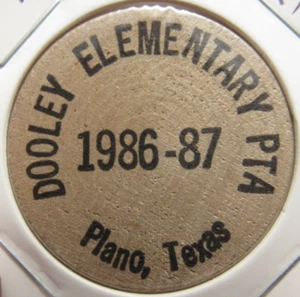 DOOLEY ELEMENTARY PTA
1986-87
Plano, Texas